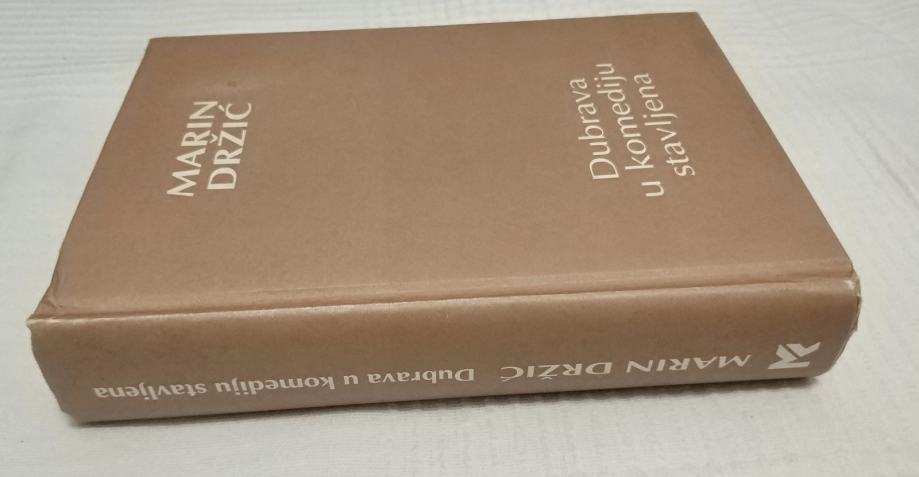 MARIN
DRŽIĆ
Dubrava
u komediju
stavljena
MARIN DRŽIĆ Dubrava u komediju stavljena